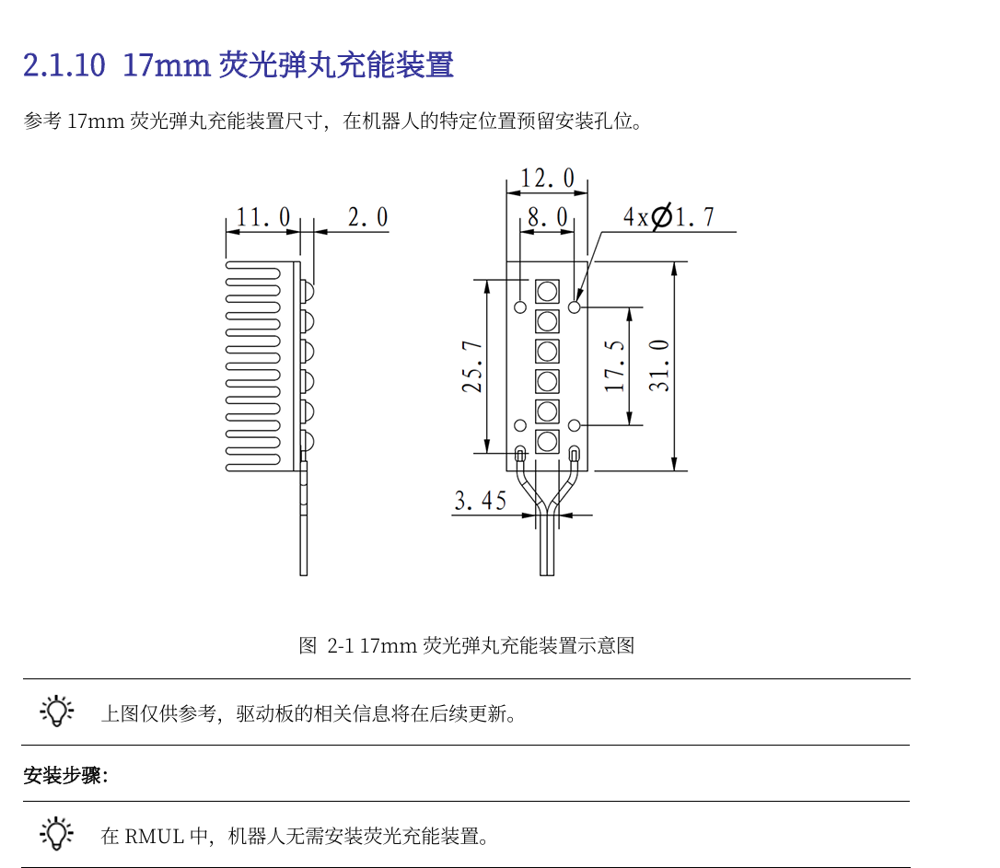 2.1.10 17mm 荧光弹丸充能装置
参考 17mm 荧光弹丸充能装置尺寸，在机器人的特定位置预留安装孔位。
12.0
11.0
2.0
8.0
4xØ1.7
25.7
17.5
31.0
3.45
图 2-1 17mm 荧光弹丸充能装置示意图
上图仅供参考，驱动板的相关信息将在后续更新。
安装步骤：
在 RMUL 中，机器人无需安装荧光充能装置。